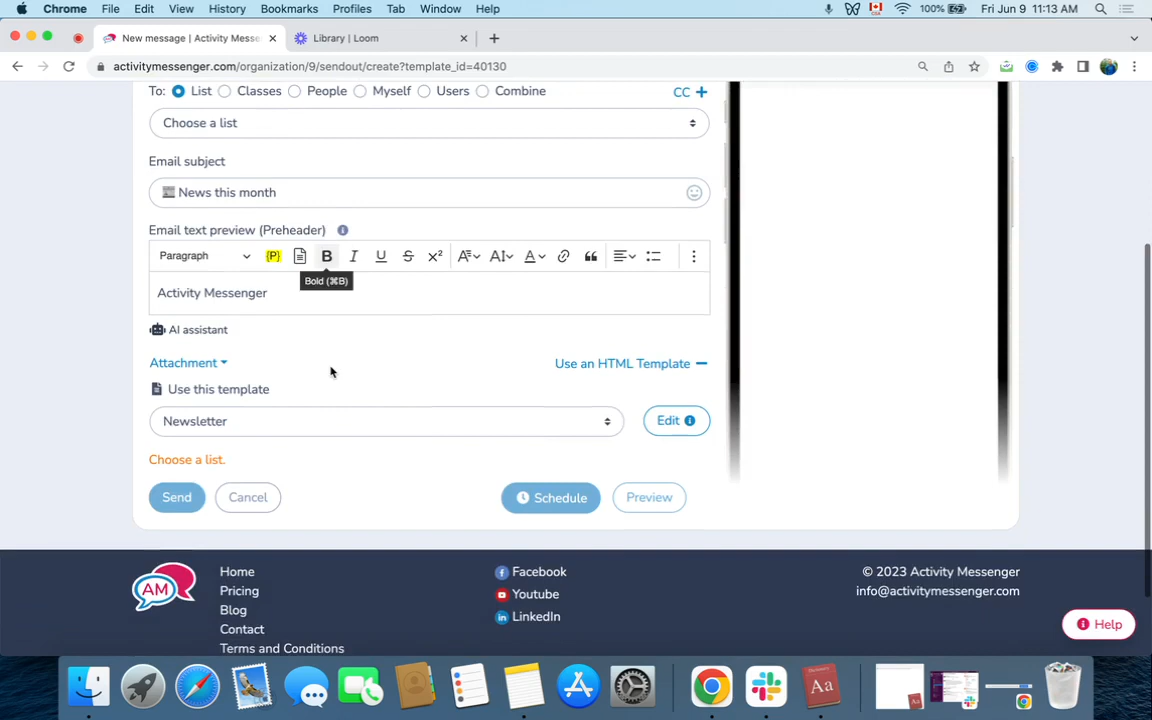 Chrome File Edit View History Bookmarks Profiles Tab Window Help 100% Fri Jun 9 11:13 AM
New message | Activity Messe
Library | Loom
activitymessenger.com/organization/9/sendout/create?template_id=40130
To: List Classes People Myself Users Combine CC +
Choose a list
Email subject
News this month
Email text preview (Preheader)
Paragraph {P} B I U S X²
Bold (⌘B)
Activity Messenger
AI assistant
Attachment Use an HTML Template
Use this template
Newsletter Edit
Choose a list.
Send Cancel Schedule Preview
AM
Home Facebook © 2023 Activity Messenger
Pricing Youtube info@activitymessenger.com
Blog LinkedIn
Contact
Terms and Conditions
Help
Aa